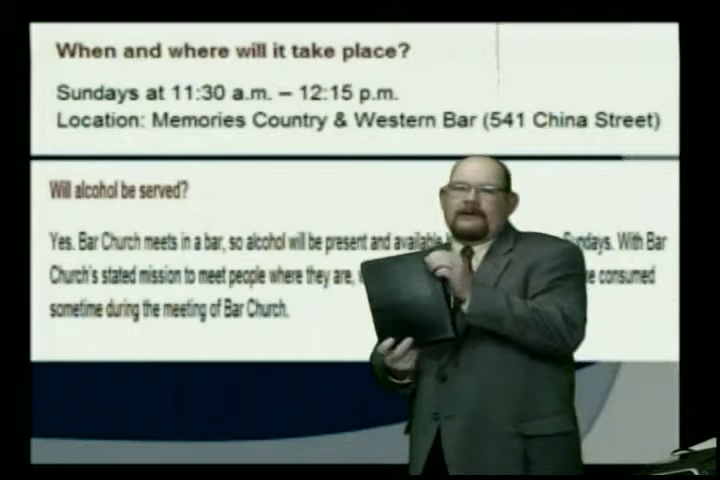 When and where will it take place?
Sundays at 11:30 a.m. – 12:15 p.m.
Location: Memories Country & Western Bar (541 China Street)
Will alcohol be served?
Yes. Bar Church meets in a bar, so alcohol will be present and available Sundays. With Bar
Church's stated mission to meet people where they are, consumed
sometime during the meeting of Bar Church.